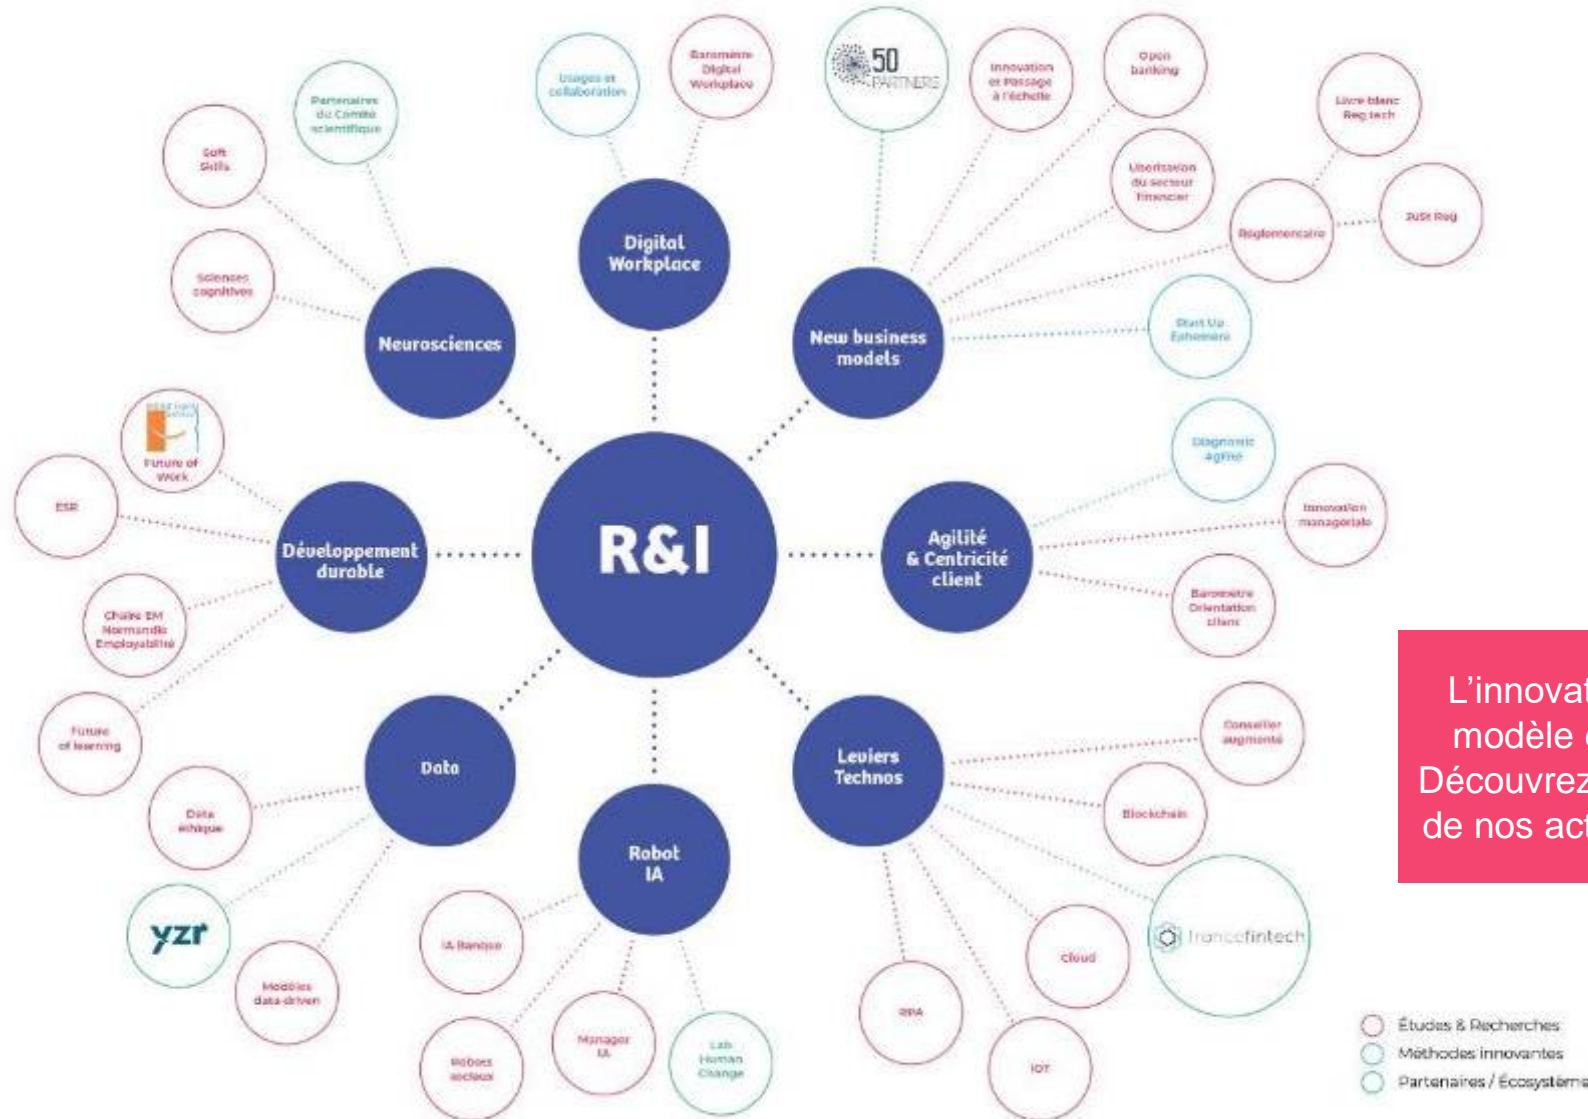 50
PARTNERS
Partenaires
du Comité
scientifique
Usages et
collaboration
Baromètre
Digital
Workplace
Innovation
et Passage
à l'échelle
Open
banking
Livre blanc
Reg tech
Soft
Skills
Uberisation
du secteur
financier
Réglementaire
JuSt Reg
Sciences
cognitives
Digital
Workplace
Neurosciences
New business
models
Start Up
Ephémère
Future of
Work
Diagnostic
agilité
ESR
Innovation
managériale
Développement
durable
R&I
Agilité
& Centricité
client
Chaire EM
Normandie
Employabilité
Baromètre
Orientation
client
Future
of learning
Data
Leviers
Technos
Conseiller
augmenté
L'innovat
modèle
Découvrez
de nos act
Data
éthique
Blockchain
Robot
IA
yzr
IA Banque
francefintech
Modèles
data-driven
Cloud
RPA
Manager
IA
Lab
Human
Change
Robots
sociaux
IOT
Études & Recherches
Méthodes innovantes
Partenaires / Écosystème